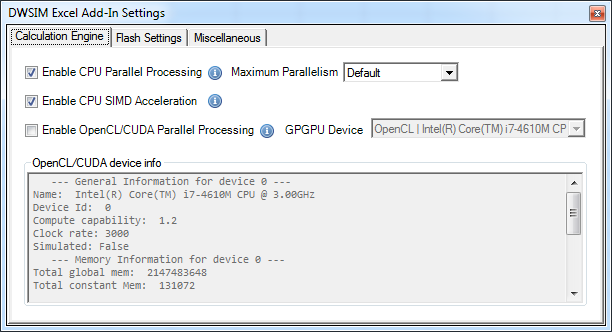 DWSIM Excel Add-In Settings
Calculation Engine Flash Settings Miscellaneous
Enable CPU Parallel Processing Maximum Parallelism Default
Enable CPU SIMD Acceleration
Enable OpenCL/CUDA Parallel Processing GPGPU Device OpenCL | Intel(R) Core(TM) i7-4610M CP
OpenCL/CUDA device info
--- General Information for device 0 ---
Name: Intel(R) Core(TM) i7-4610M CPU @ 3.00GHz
Device Id: 0
Compute capability: 1.2
Clock rate: 3000
Simulated: False
--- Memory Information for device 0 ---
Total global mem: 2147483648
Total constant Mem: 131072